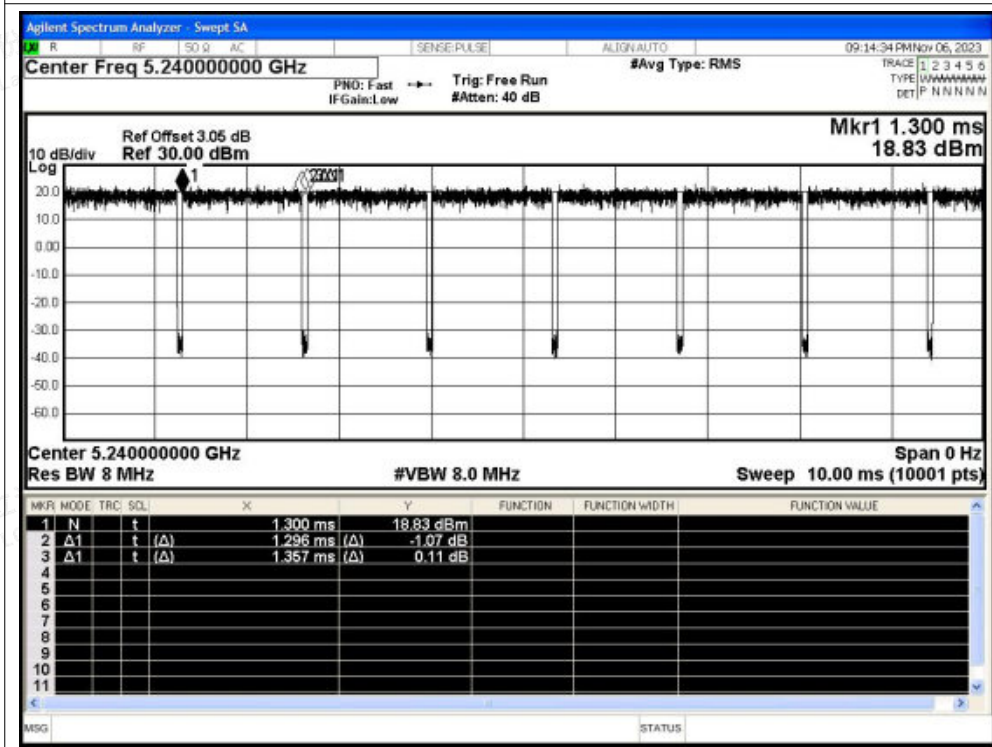 Agilent Spectrum Analyzer - Swept SA
LXI R RF 50 Ω AC SENSE:PULSE ALIGN AUTO 09:14:34 PM Nov 06, 2023
Center Freq 5.240000000 GHz
PNO: Fast
IFGain:Low
Trig: Free Run
#Atten: 40 dB
#Avg Type: RMS
TRACE 1 2 3 4 5 6
TYPE
DET P N N N N N
Mkr1 1.300 ms
18.83 dBm
Ref Offset 3.05 dB
10 dB/div Ref 30.00 dBm
Log
1
20.0
10.0
0.00
-10.0
-20.0
-30.0
-40.0
-50.0
-60.0
Center 5.240000000 GHz Span 0 Hz
Res BW 8 MHz #VBW 8.0 MHz Sweep 10.00 ms (10001 pts)
MKR MODE TRC SCL X Y FUNCTION FUNCTION WIDTH FUNCTION VALUE
1 N t 1.300 ms 18.83 dBm
2 Δ1 t (Δ) 1.296 ms (Δ) -1.07 dB
3 Δ1 t (Δ) 1.357 ms (Δ) 0.11 dB
4
5
6
7
8
9
10
11
MSG STATUS